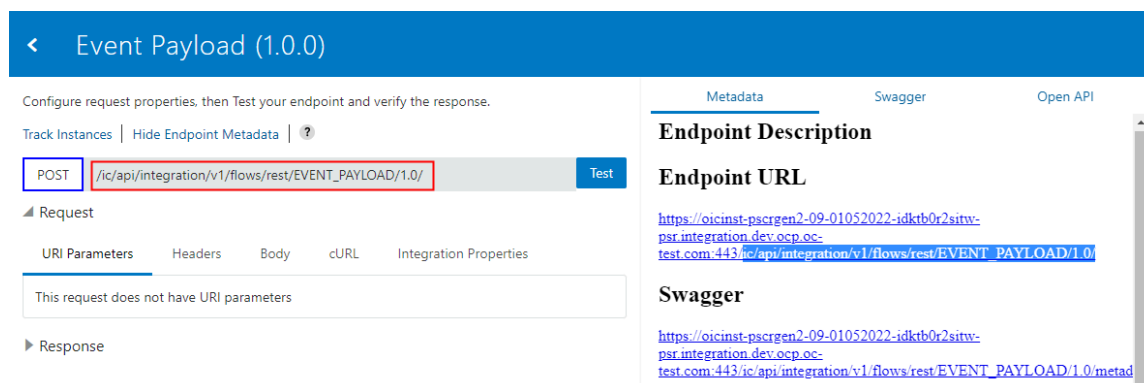 Event Payload (1.0.0)
Configure request properties, then Test your endpoint and verify the response.
Track Instances | Hide Endpoint Metadata | ?
POST /ic/api/integration/v1/flows/rest/EVENT_PAYLOAD/1.0/ Test
Request
URI Parameters Headers Body cURL Integration Properties
This request does not have URI parameters
Response
Metadata Swagger Open API
Endpoint Description
Endpoint URL
https://oicinst-pscrgen2-09-01052022-idktb0r2sitw-
psr.integration.dev.ocp.oc-
test.com:443/ic/api/integration/v1/flows/rest/EVENT_PAYLOAD/1.0/
Swagger
https://oicinst-pscrgen2-09-01052022-idktb0r2sitw-
psr.integration.dev.ocp.oc-
test.com:443/ic/api/integration/v1/flows/rest/EVENT_PAYLOAD/1.0/metad